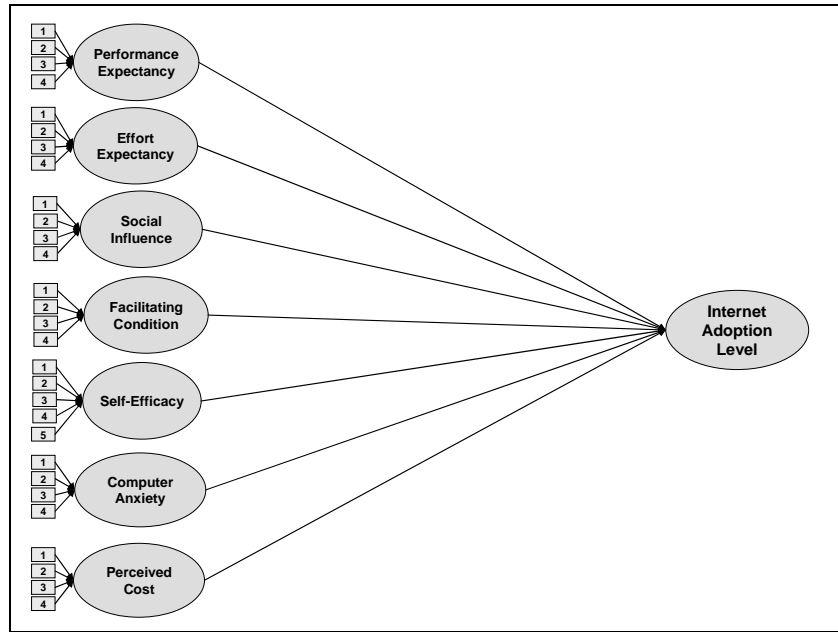 1
2
3
4
Performance
Expectancy
1
2
3
4
Effort
Expectancy
1
2
3
4
Social
Influence
1
2
3
4
Facilitating
Condition
1
2
3
4
5
Self-Efficacy
1
2
3
4
Computer
Anxiety
1
2
3
4
Perceived
Cost
Internet
Adoption
Level